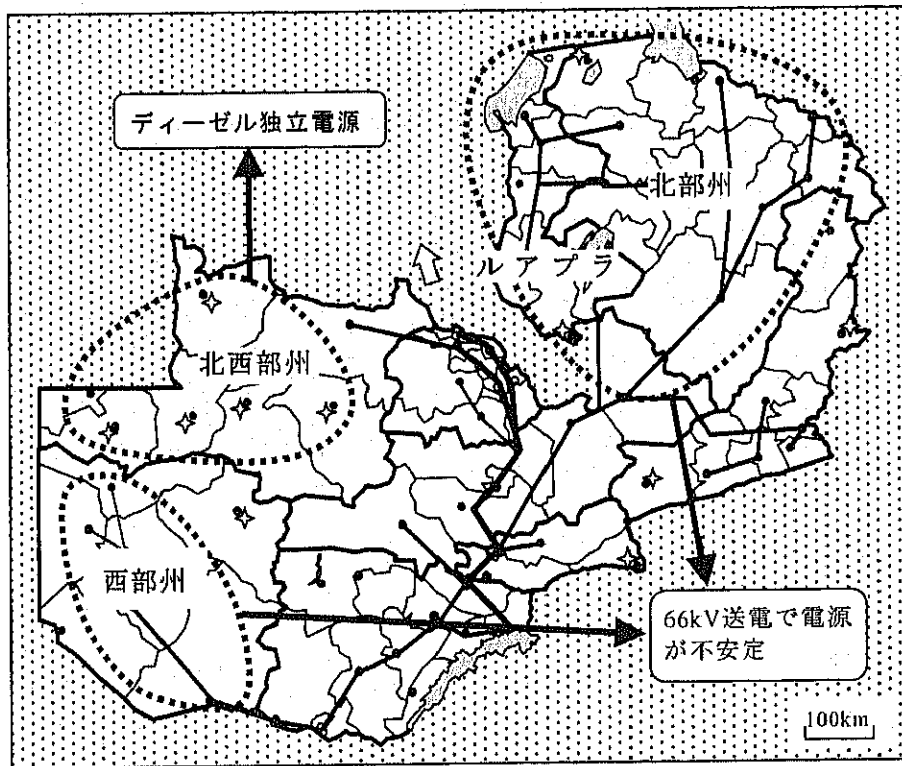 ディーゼル独立電源
北部州
ルアプラ
北西部州
西部州
66kV送電で電源
が不安定
100km